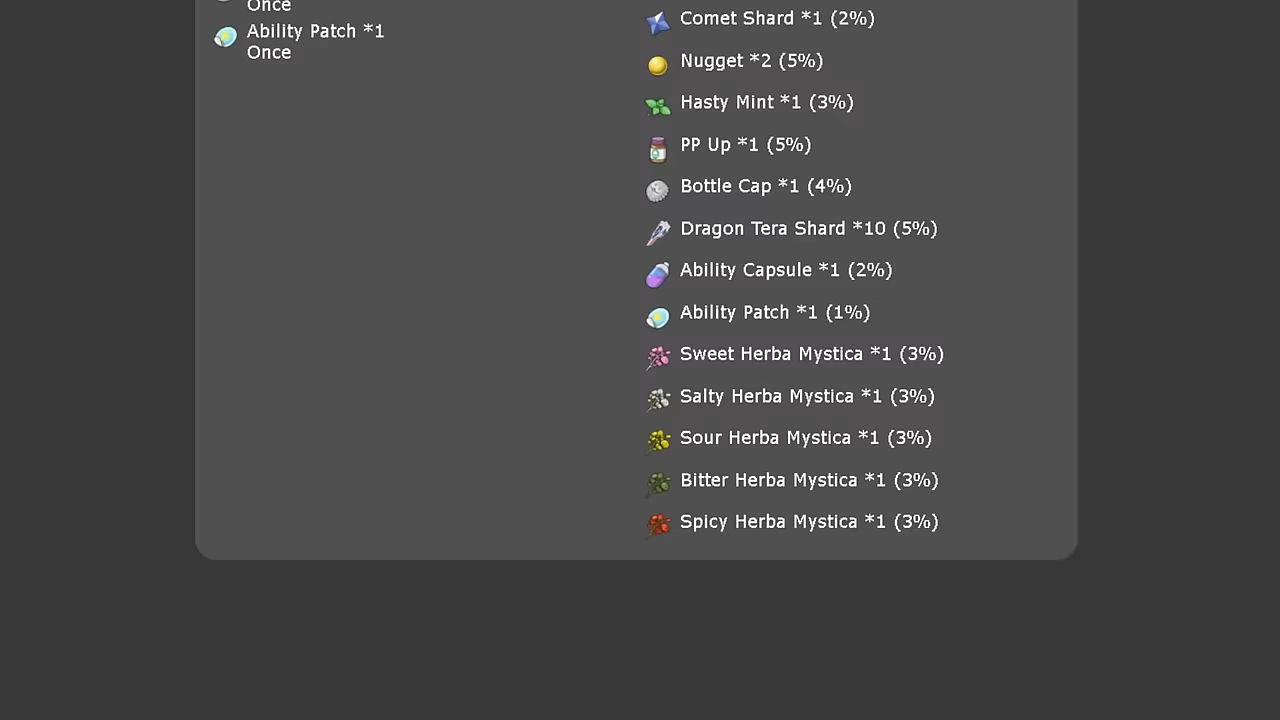 Once
Ability Patch *1
Once
Comet Shard *1 (2%)
Nugget *2 (5%)
Hasty Mint *1 (3%)
PP Up *1 (5%)
Bottle Cap *1 (4%)
Dragon Tera Shard *10 (5%)
Ability Capsule *1 (2%)
Ability Patch *1 (1%)
Sweet Herba Mystica *1 (3%)
Salty Herba Mystica *1 (3%)
Sour Herba Mystica *1 (3%)
Bitter Herba Mystica *1 (3%)
Spicy Herba Mystica *1 (3%)